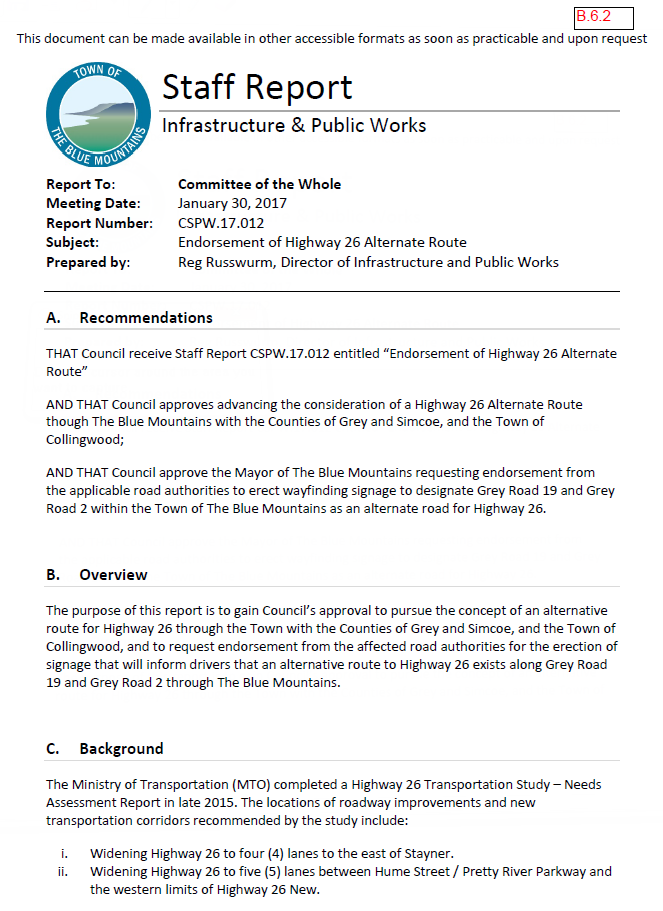 B.6.2
This document can be made available in other accessible formats as soon as practicable and upon request
TOWN OF
THE BLUE MOUNTAINS
Staff Report
Infrastructure & Public Works
Report To: Committee of the Whole
Meeting Date: January 30, 2017
Report Number: CSPW.17.012
Subject: Endorsement of Highway 26 Alternate Route
Prepared by: Reg Russwurm, Director of Infrastructure and Public Works
A. Recommendations
THAT Council receive Staff Report CSPW.17.012 entitled “Endorsement of Highway 26 Alternate
Route”
AND THAT Council approves advancing the consideration of a Highway 26 Alternate Route
though The Blue Mountains with the Counties of Grey and Simcoe, and the Town of
Collingwood;
AND THAT Council approve the Mayor of The Blue Mountains requesting endorsement from
the applicable road authorities to erect wayfinding signage to designate Grey Road 19 and Grey
Road 2 within the Town of The Blue Mountains as an alternate road for Highway 26.
B. Overview
The purpose of this report is to gain Council’s approval to pursue the concept of an alternative
route for Highway 26 through the Town with the Counties of Grey and Simcoe, and the Town of
Collingwood, and to request endorsement from the affected road authorities for the erection of
signage that will inform drivers that an alternative route to Highway 26 exists along Grey Road
19 and Grey Road 2 through The Blue Mountains.
C. Background
The Ministry of Transportation (MTO) completed a Highway 26 Transportation Study – Needs
Assessment Report in late 2015. The locations of roadway improvements and new
transportation corridors recommended by the study include:
i. Widening Highway 26 to four (4) lanes to the east of Stayner.
ii. Widening Highway 26 to five (5) lanes between Hume Street / Pretty River Parkway and
the western limits of Highway 26 New.